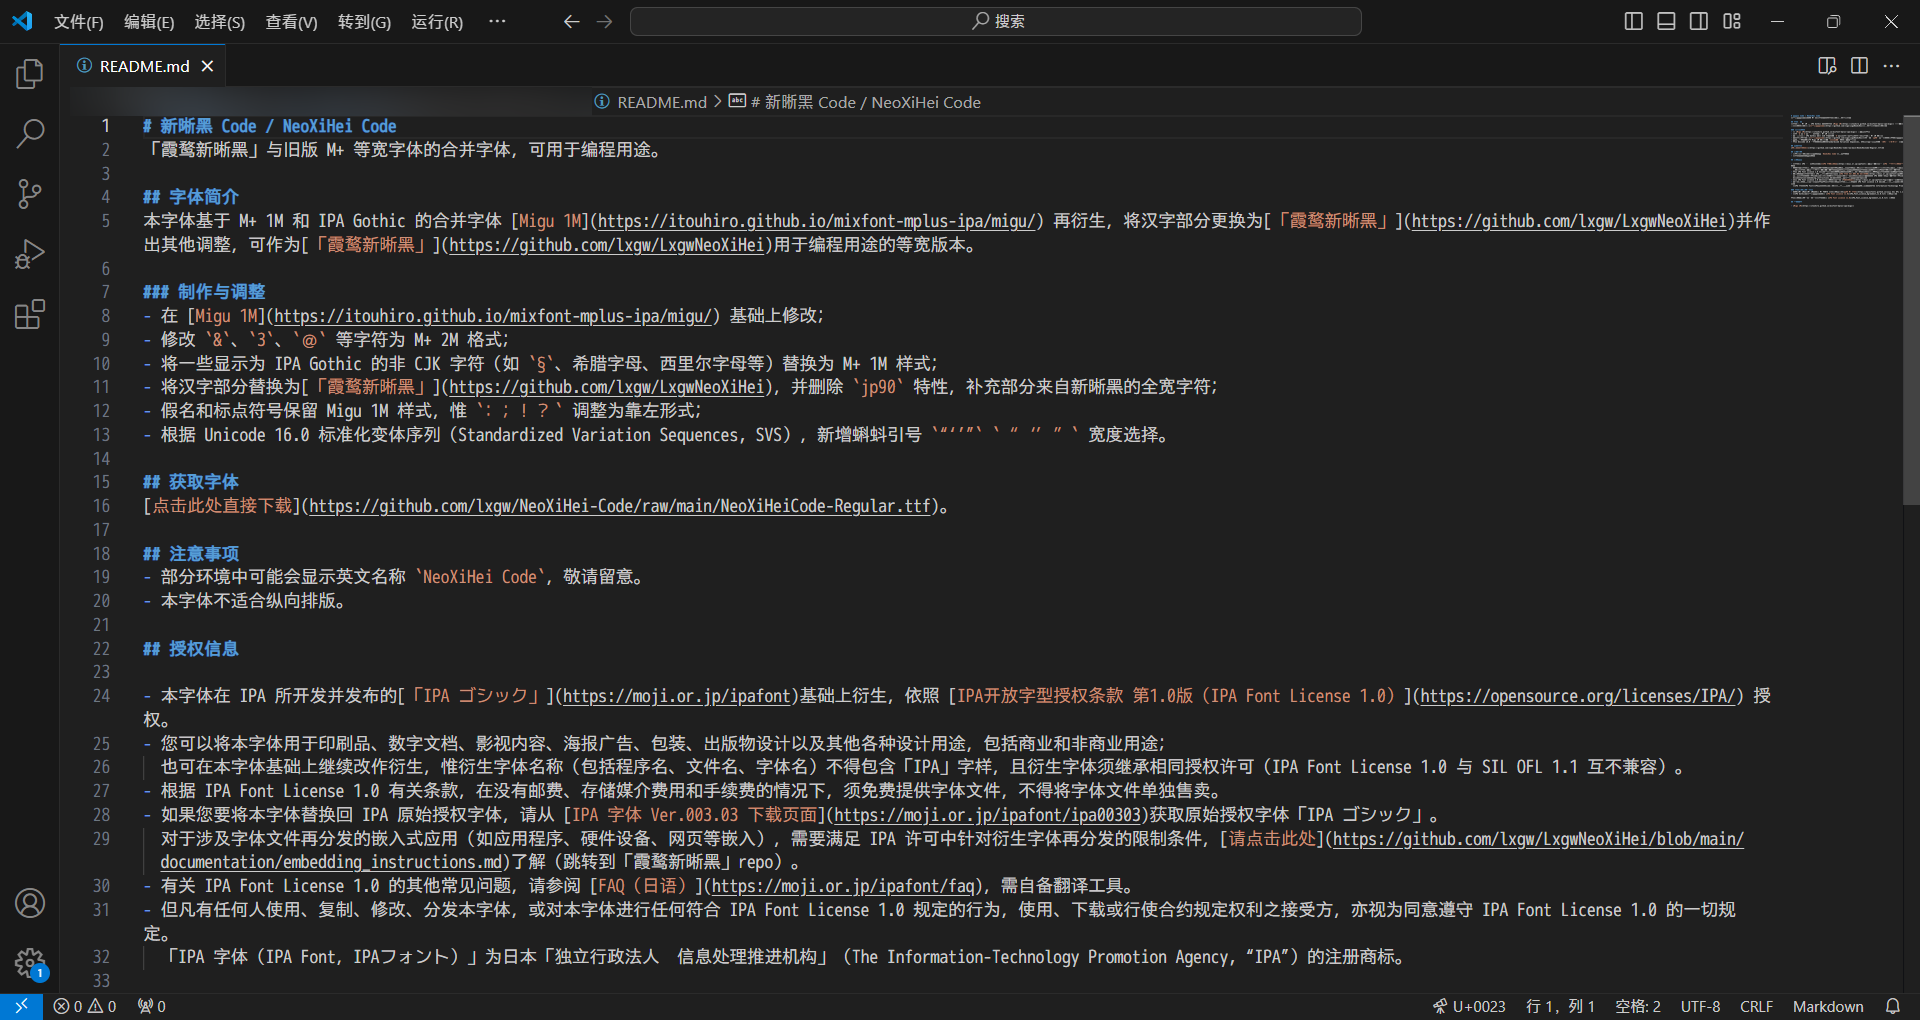 文件(F) 编辑(E) 选择(S) 查看(V) 转到(G) 运行(R) ··· 搜索
README.md
README.md > # 新晰黑 Code / NeoXiHei Code
1 # 新晰黑 Code / NeoXiHei Code
2 「霞鹜新晰黑」与旧版 M+ 等宽字体的合并字体，可用于编程用途。
3
4 ## 字体简介
5 本字体基于 M+ 1M 和 IPA Gothic 的合并字体 [Migu 1M](https://itouhiro.github.io/mixfont-mplus-ipa/migu/) 再衍生，将汉字部分更换为[「霞鹜新晰黑」](https://github.com/lxgw/LxgwNeoXiHei)并作
出其他调整，可作为[「霞鹜新晰黑」](https://github.com/lxgw/LxgwNeoXiHei)用于编程用途的等宽版本。
6
7 ### 制作与调整
8 - 在 [Migu 1M](https://itouhiro.github.io/mixfont-mplus-ipa/migu/) 基础上修改；
9 - 修改 `&`、`3`、`@` 等字符为 M+ 2M 格式；
10 - 将一些显示为 IPA Gothic 的非 CJK 字符（如 `§`、希腊字母、西里尔字母等）替换为 M+ 1M 样式；
11 - 将汉字部分替换为[「霞鹜新晰黑」](https://github.com/lxgw/LxgwNeoXiHei)，并删除 `jp90` 特性，补充部分来自新晰黑的全宽字符；
12 - 假名和标点符号保留 Migu 1M 样式，惟 `：；！？` 调整为靠左形式；
13 - 根据 Unicode 16.0 标准化变体序列（Standardized Variation Sequences, SVS），新增蝌蚪引号 `“‘’”` `“‘’”` 宽度选择。
14
15 ## 获取字体
16 [点击此处直接下载](https://github.com/lxgw/NeoXiHei-Code/raw/main/NeoXiHeiCode-Regular.ttf)。
17
18 ## 注意事项
19 - 部分环境中可能会显示英文名称 `NeoXiHei Code`，敬请留意。
20 - 本字体不适合纵向排版。
21
22 ## 授权信息
23
24 - 本字体在 IPA 所开发并发布的[「IPA ゴシック」](https://moji.or.jp/ipafont)基础上衍生，依照 [IPA开放字型授权条款 第1.0版（IPA Font License 1.0）](https://opensource.org/licenses/IPA/) 授
权。
25 - 您可以将本字体用于印刷品、数字文档、影视内容、海报广告、包装、出版物设计以及其他各种设计用途，包括商业和非商业用途；
26 也可在本字体基础上继续改作衍生，惟衍生字体名称（包括程序名、文件名、字体名）不得包含「IPA」字样，且衍生字体须继承相同授权许可（IPA Font License 1.0 与 SIL OFL 1.1 互不兼容）。
27 - 根据 IPA Font License 1.0 有关条款，在没有邮费、存储媒介费用和手续费的情况下，须免费提供字体文件，不得将字体文件单独售卖。
28 - 如果您要将本字体替换回 IPA 原始授权字体，请从 [IPA 字体 Ver.003.03 下载页面](https://moji.or.jp/ipafont/ipa00303)获取原始授权字体「IPA ゴシック」。
29 对于涉及字体文件再分发的嵌入式应用（如应用程序、硬件设备、网页等嵌入），需要满足 IPA 许可中针对衍生字体再分发的限制条件，[请点击此处](https://github.com/lxgw/LxgwNeoXiHei/blob/main/
documentation/embedding_instructions.md)了解（跳转到「霞鹜新晰黑」repo）。
30 - 有关 IPA Font License 1.0 的其他常见问题，请参阅 [FAQ（日语）](https://moji.or.jp/ipafont/faq)，需自备翻译工具。
31 - 但凡有任何人使用、复制、修改、分发本字体，或对本字体进行任何符合 IPA Font License 1.0 规定的行为，使用、下载或行使合约规定权利之接受方，亦视为同意遵守 IPA Font License 1.0 的一切规
定。
32 「IPA 字体（IPA Font, IPAフォント）」为日本「独立行政法人　信息处理推进机构」（The Information-Technology Promotion Agency, “IPA”）的注册商标。
33
1
0 0 0 U+0023 行 1，列 1 空格: 2 UTF-8 CRLF Markdown